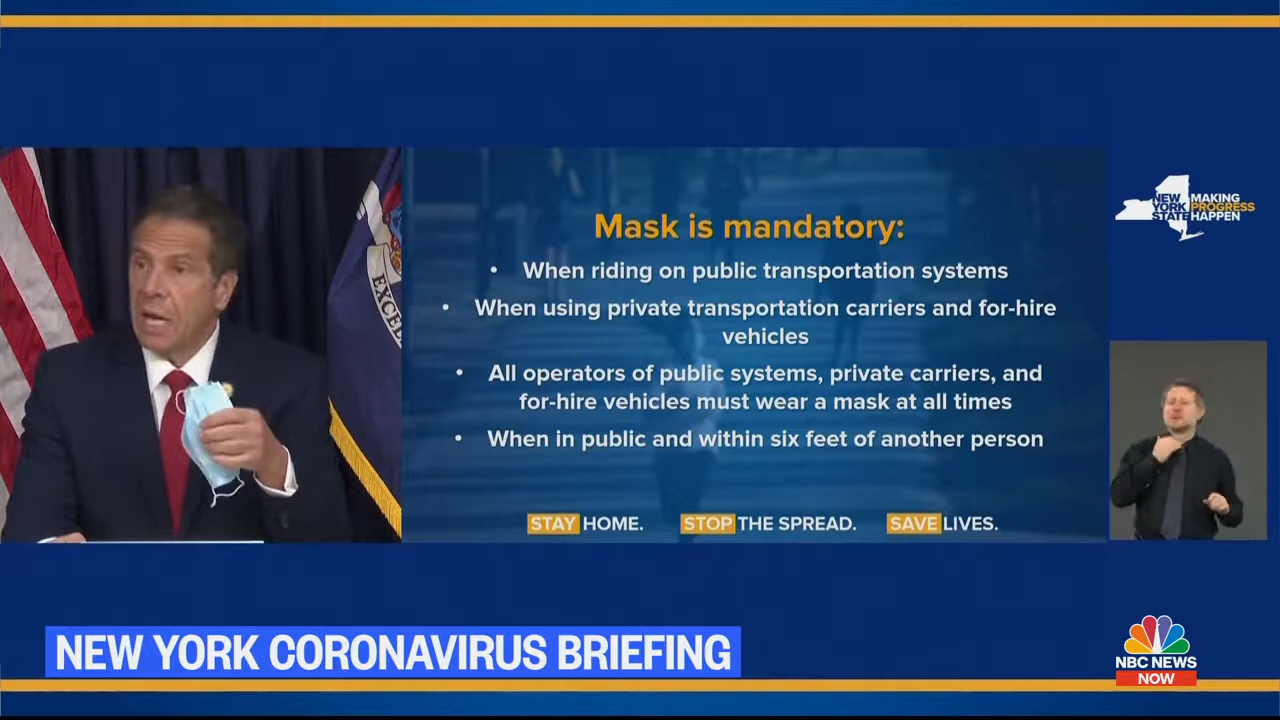 Mask is mandatory:
• When riding on public transportation systems
• When using private transportation carriers and for-hire
vehicles
• All operators of public systems, private carriers, and
for-hire vehicles must wear a mask at all times
• When in public and within six feet of another person
STAY HOME. STOP THE SPREAD. SAVE LIVES.
EXCEL
NEW
YORK
STATE
MAKING
PROGRESS
HAPPEN
NEW YORK CORONAVIRUS BRIEFING
NBC NEWS
NOW